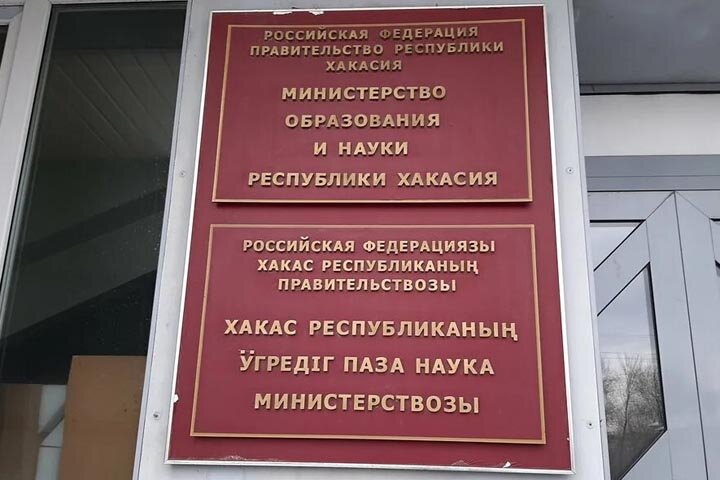 РОССИЙСКАЯ ФЕДЕРАЦИЯ
ПРАВИТЕЛЬСТВО РЕСПУБЛИКИ
ХАКАСИЯ
МИНИСТЕРСТВО
ОБРАЗОВАНИЯ
И НАУКИ
РЕСПУБЛИКИ ХАКАСИЯ
РОССИЙСКАЯ ФЕДЕРАЦИЯЗЫ
ХАКАС РЕСПУБЛИКАНЫҢ
ПРАВИТЕЛЬСТВОЗЫ
ХАКАС РЕСПУБЛИКАНЫҢ
ӰГРЕДІГ ПАЗА НАУКА
МИНИСТЕРСТВОЗЫ